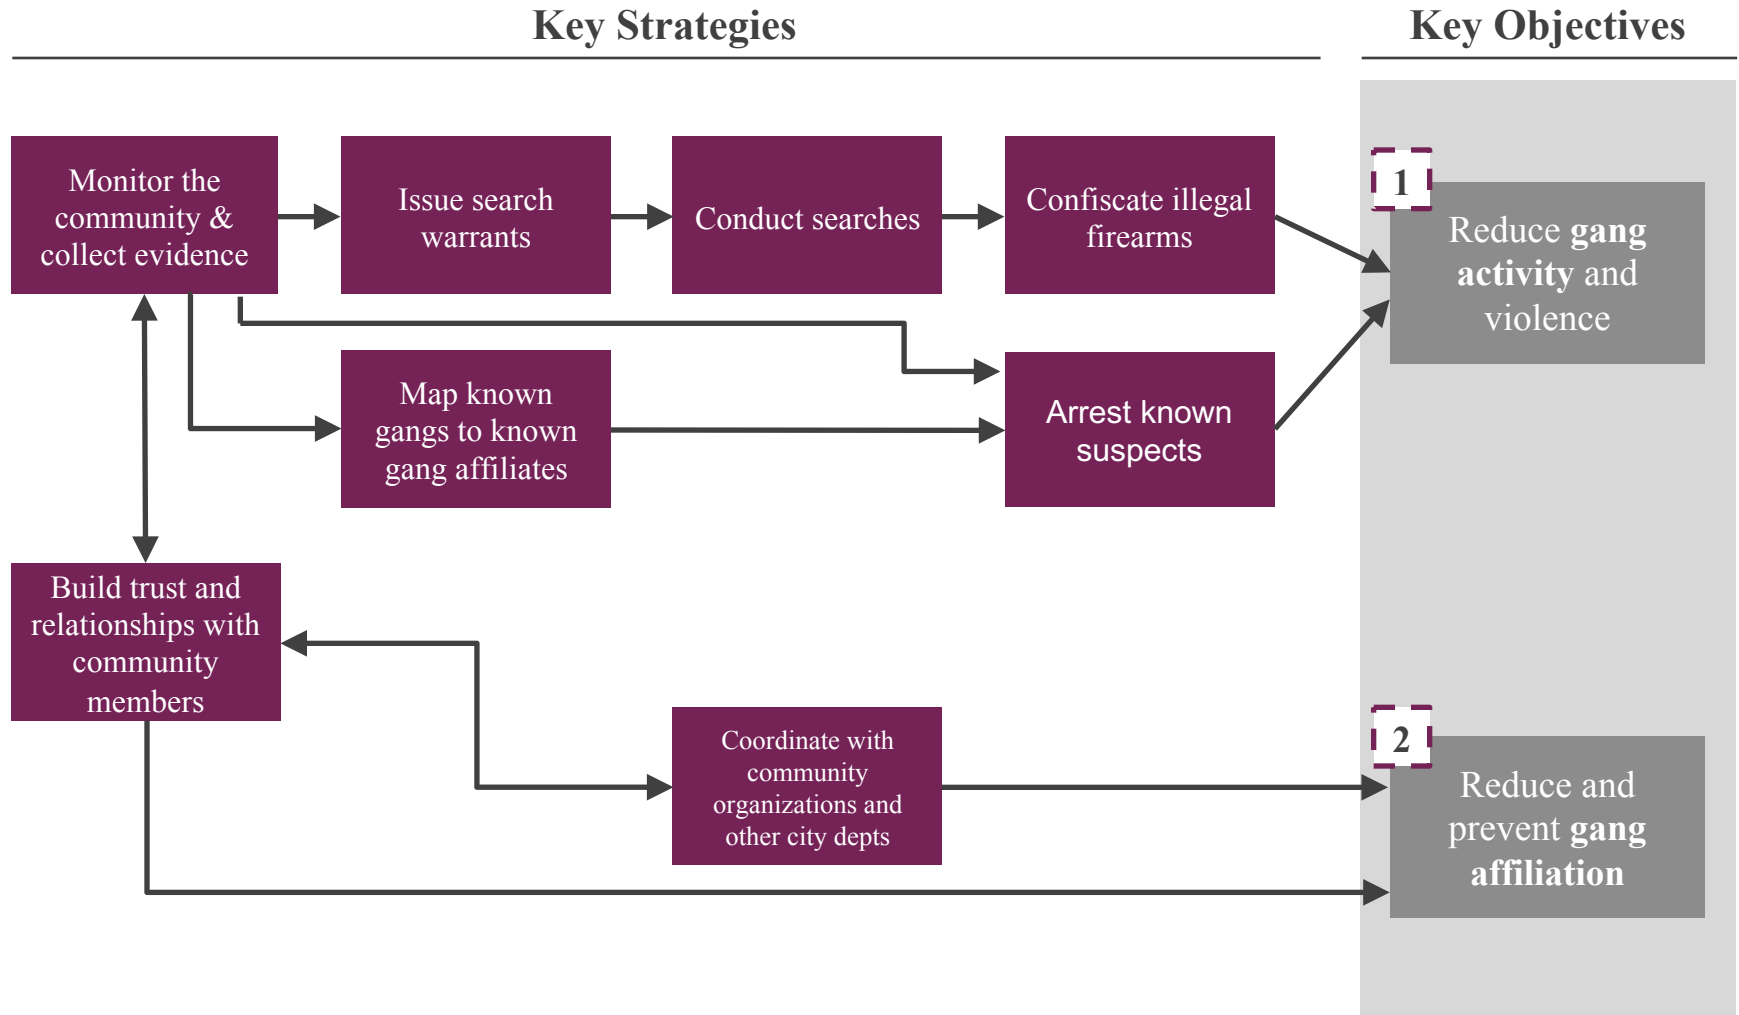 Key Strategies
Key Objectives
Monitor the
community &
collect evidence
Issue search
warrants
Conduct searches
Confiscate illegal
firearms
1
Reduce gang
activity and
violence
Map known
gangs to known
gang affiliates
Arrest known
suspects
Build trust and
relationships with
community
members
Coordinate with
community
organizations and
other city depts
2
Reduce and
prevent gang
affiliation